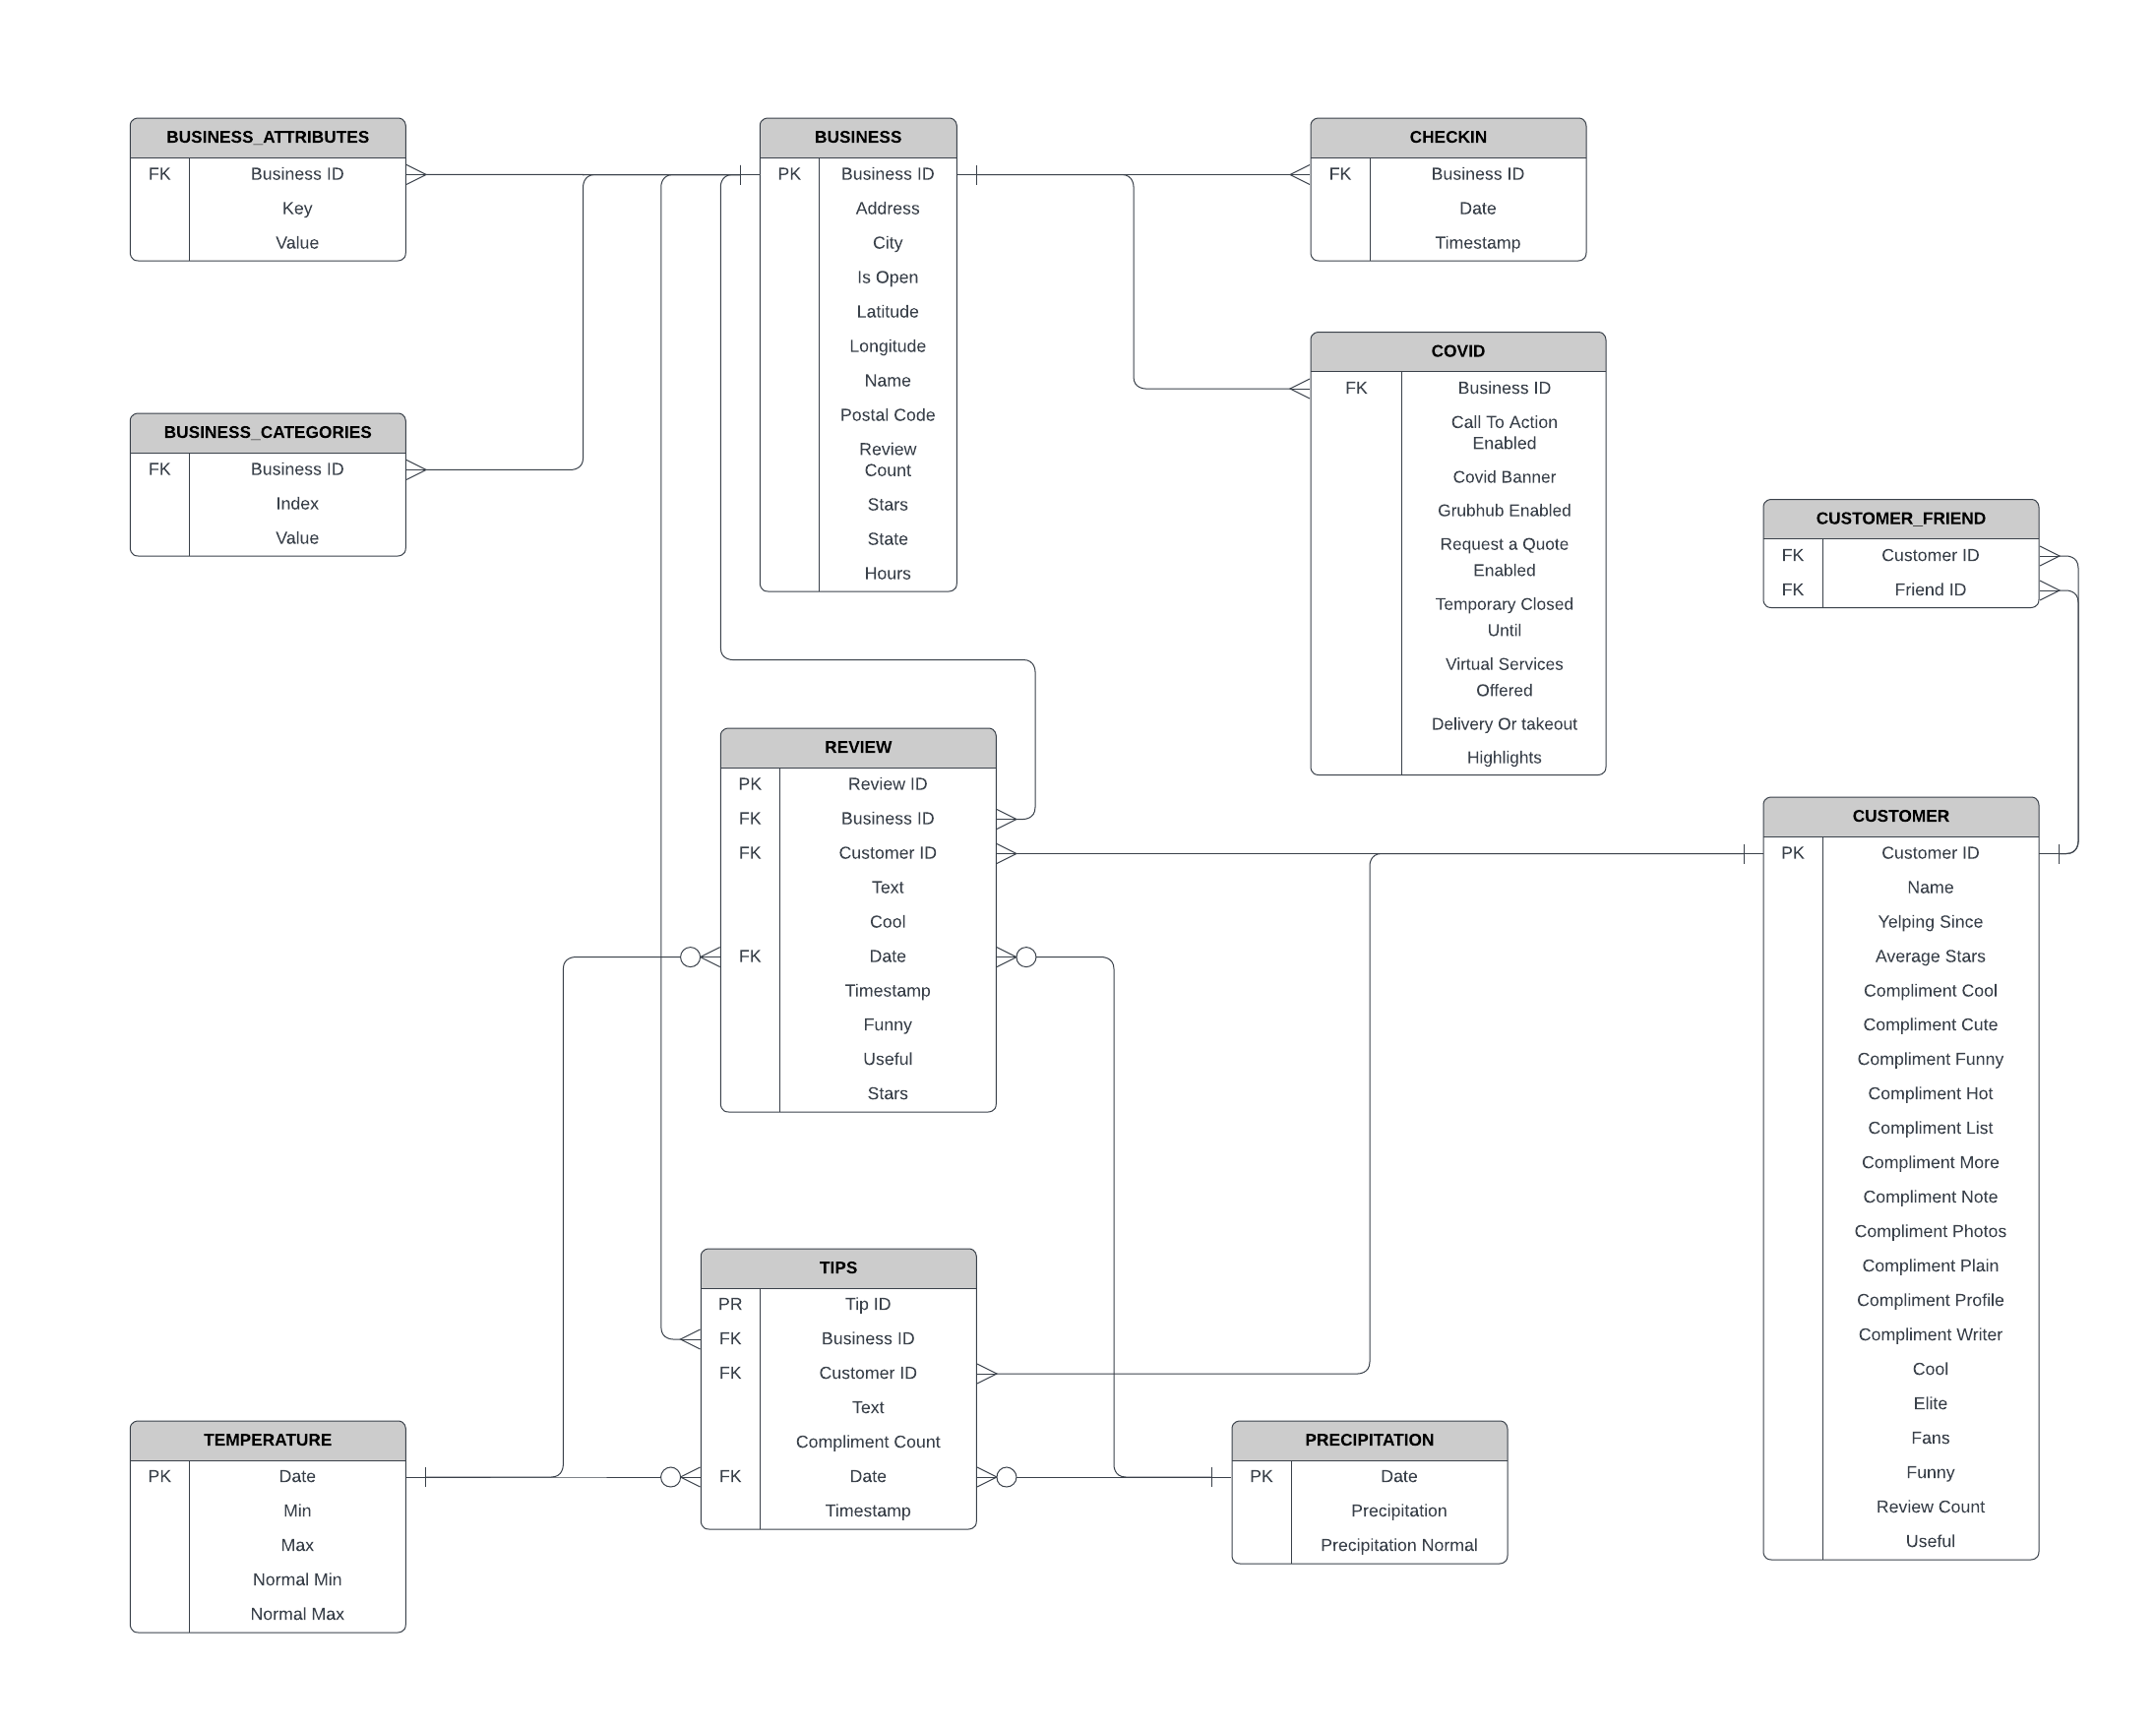 BUSINESS_ATTRIBUTES
FK Business ID
Key
Value
BUSINESS
PK Business ID
Address
City
Is Open
Latitude
Longitude
Name
Postal Code
Review
Count
Stars
State
Hours
CHECKIN
FK Business ID
Date
Timestamp
COVID
FK Business ID
Call To Action
Enabled
Covid Banner
Grubhub Enabled
Request a Quote
Enabled
Temporary Closed
Until
Virtual Services
Offered
Delivery Or takeout
Highlights
BUSINESS_CATEGORIES
FK Business ID
Index
Value
CUSTOMER_FRIEND
FK Customer ID
FK Friend ID
REVIEW
PK Review ID
FK Business ID
FK Customer ID
Text
Cool
FK Date
Timestamp
Funny
Useful
Stars
CUSTOMER
PK Customer ID
Name
Yelping Since
Average Stars
Compliment Cool
Compliment Cute
Compliment Funny
Compliment Hot
Compliment List
Compliment More
Compliment Note
Compliment Photos
Compliment Plain
Compliment Profile
Compliment Writer
Cool
Elite
Fans
Funny
Review Count
Useful
TIPS
PR Tip ID
FK Business ID
FK Customer ID
Text
Compliment Count
FK Date
Timestamp
TEMPERATURE
PK Date
Min
Max
Normal Min
Normal Max
PRECIPITATION
PK Date
Precipitation
Precipitation Normal